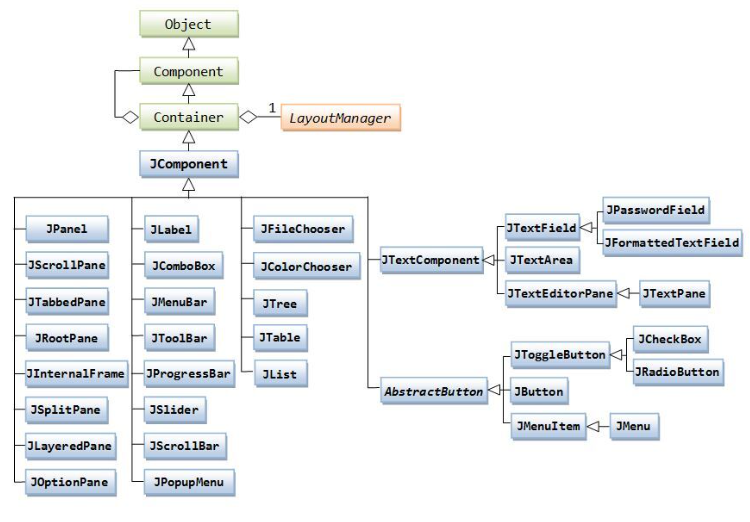 Object
Component
Container
1
LayoutManager
JComponent
JPanel
JScrollPane
JTabbedPane
JRootPane
JInternalFrame
JSplitPane
JLayeredPane
JOptionPane
JLabel
JComboBox
JMenuBar
JToolBar
JProgressBar
JSlider
JScrollBar
JPopupMenu
JFileChooser
JColorChooser
JTree
JTable
JList
JTextComponent
JTextField
JPasswordField
JFormattedTextField
JTextArea
JTextEditorPane
JTextPane
AbstractButton
JToggleButton
JCheckBox
JRadioButton
JButton
JMenuItem
JMenu